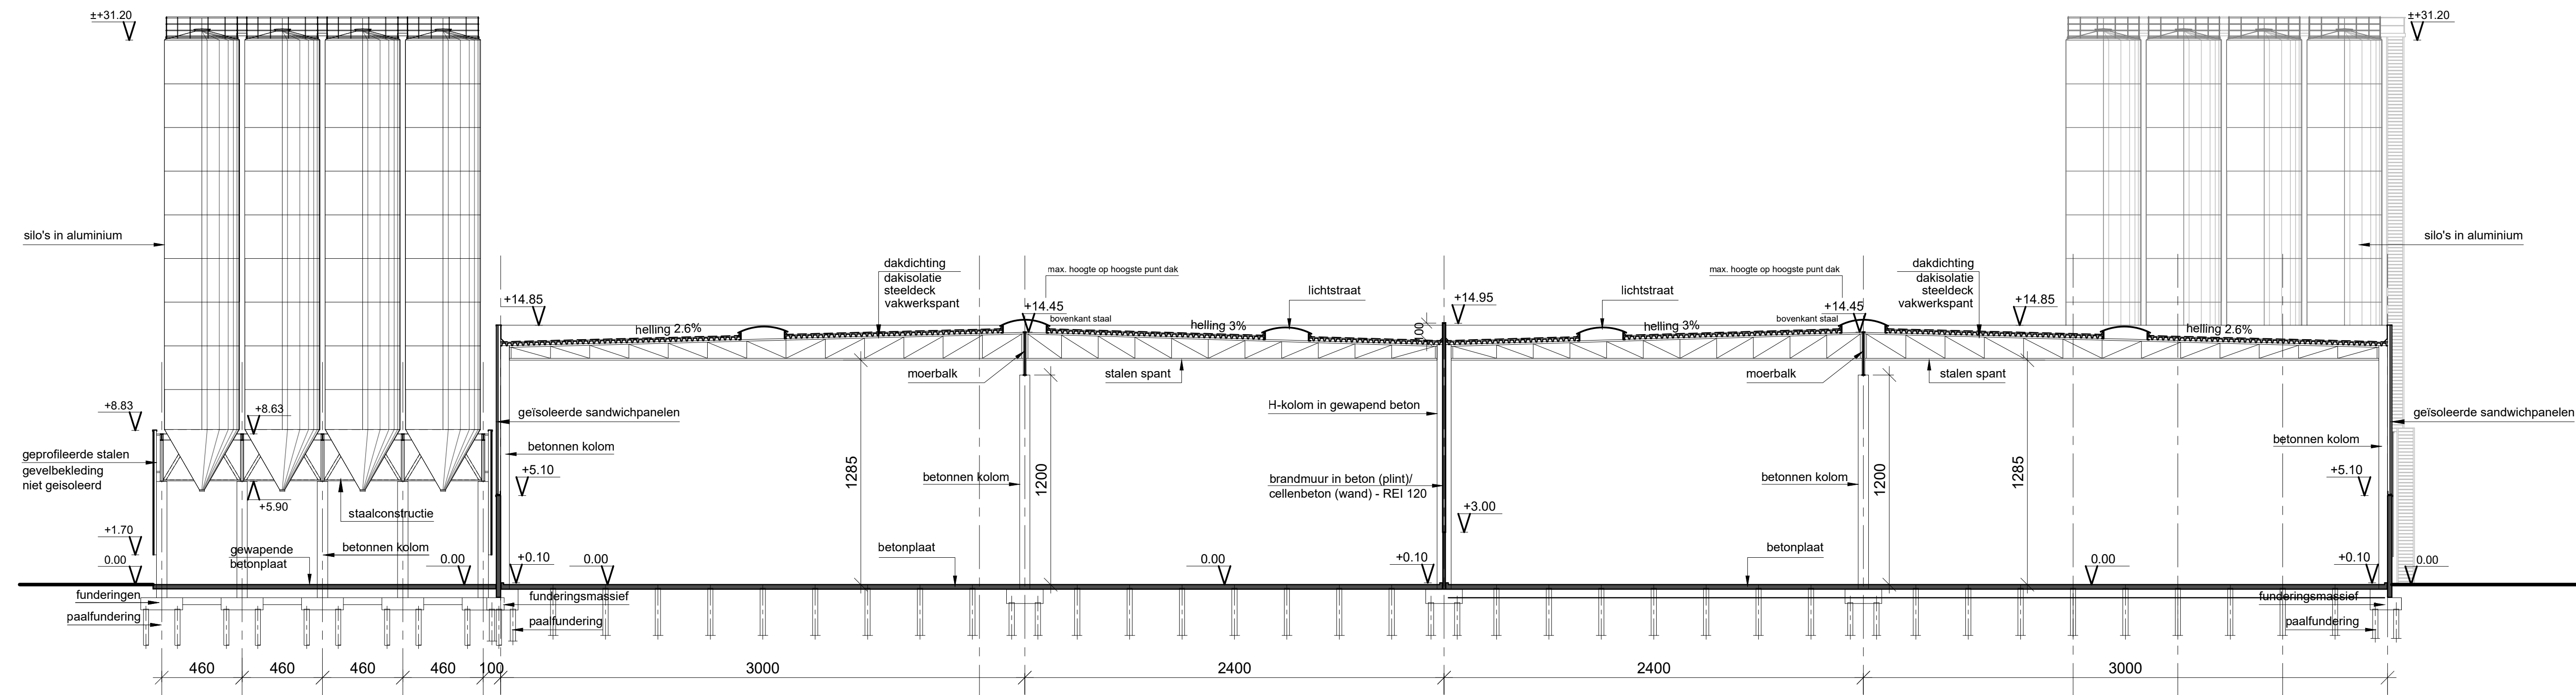 ±+31.20
±+31.20
silo's in aluminium
silo's in aluminium
dakdichting
dakisolatie
steeldeck
vakwerkspant
max. hoogte op hoogste punt dak
lichtstraat
lichtstraat
max. hoogte op hoogste punt dak
dakdichting
dakisolatie
steeldeck
vakwerkspant
+14.85
+14.45
bovenkant staal
+14.95
+14.45
bovenkant staal
+14.85
helling 2.6%
helling 3%
helling 3%
helling 2.6%
moerbalk
stalen spant
moerbalk
stalen spant
+8.83
+8.63
geïsoleerde sandwichpanelen
H-kolom in gewapend beton
geïsoleerde sandwichpanelen
geprofileerde stalen
gevelbekleding
niet geisoleerd
betonnen kolom
betonnen kolom
+5.10
1285
betonnen kolom
1200
brandmuur in beton (plint)/
cellenbeton (wand) - REI 120
betonnen kolom
1200
1285
+5.10
+5.90
staalconstructie
+3.00
+1.70
0.00
gewapende
betonplaat
betonnen kolom
0.00
+0.10
0.00
betonplaat
0.00
+0.10
betonplaat
0.00
+0.10
0.00
funderingen
paalfundering
funderingsmassief
paalfundering
funderingsmassief
paalfundering
460
460
460
460
100
3000
2400
2400
3000